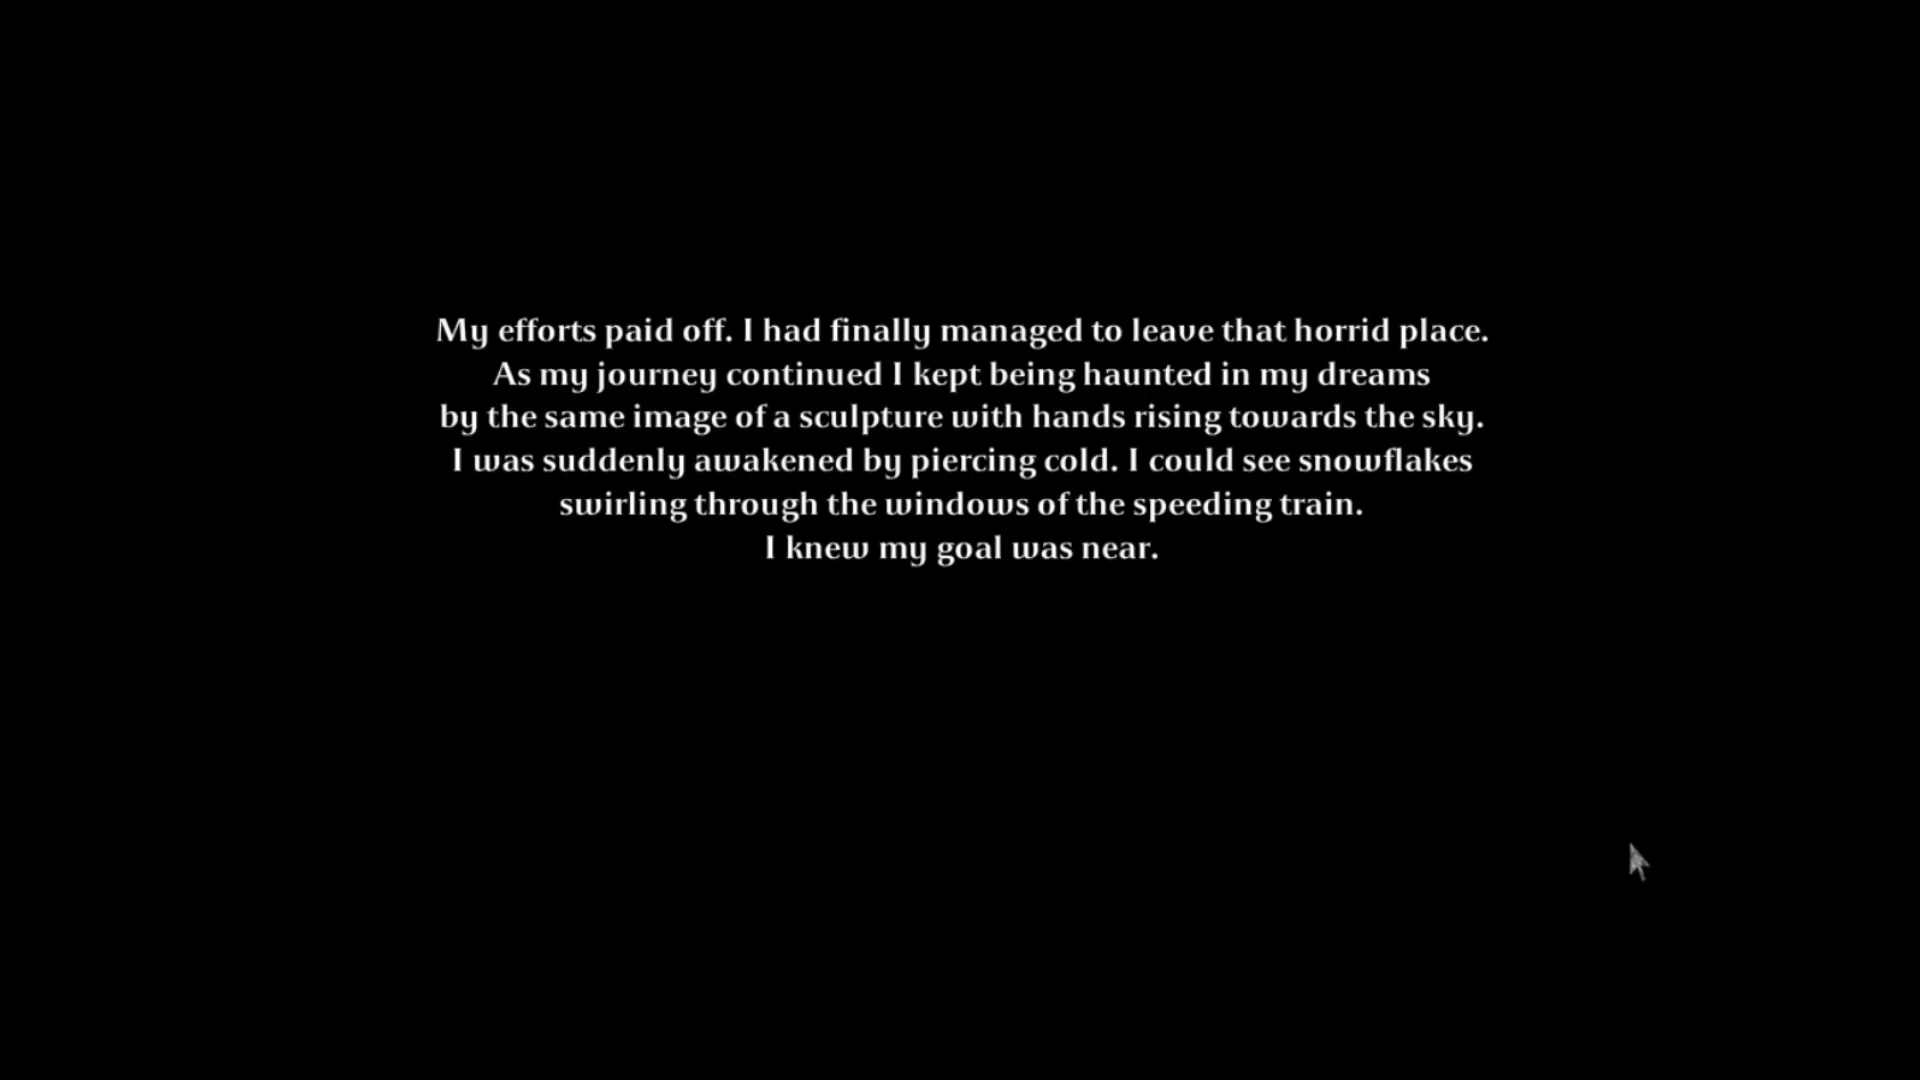 My efforts paid off. I had finally managed to leave that horrid place.
As my journey continued I kept being haunted in my dreams
by the same image of a sculpture with hands rising towards the sky.
I was suddenly awakened by piercing cold. I could see snowflakes
swirling through the windows of the speeding train.
I knew my goal was near.